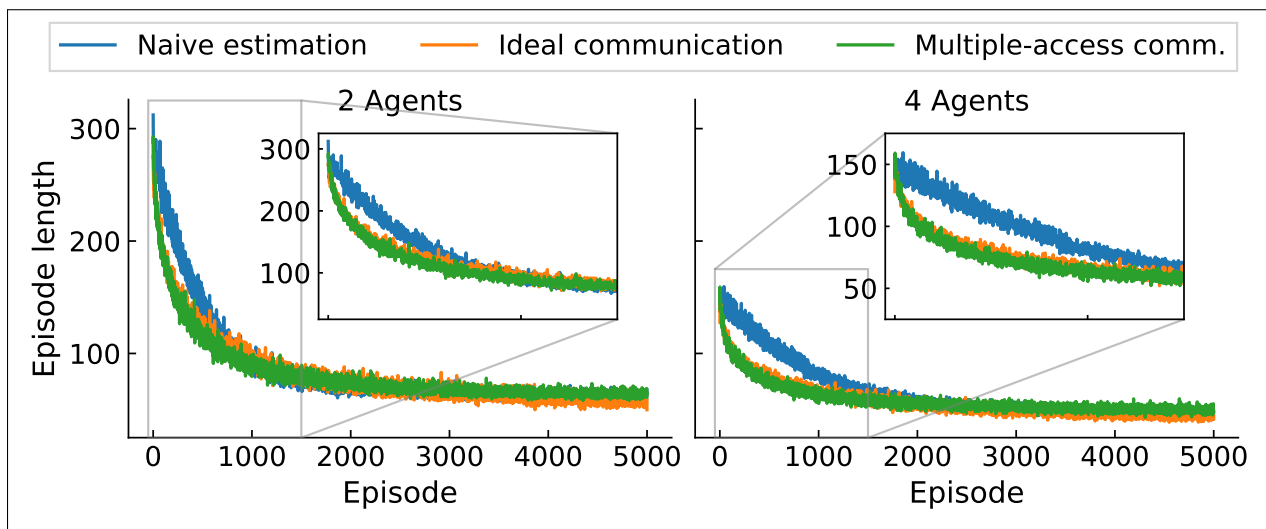 Naive estimation Ideal communication Multiple-access comm.
2 Agents
4 Agents
Episode length
300
200
100
300
200
100
0 1000 2000 3000 4000 5000
Episode
150
100
50
0 1000 2000 3000 4000 5000
Episode